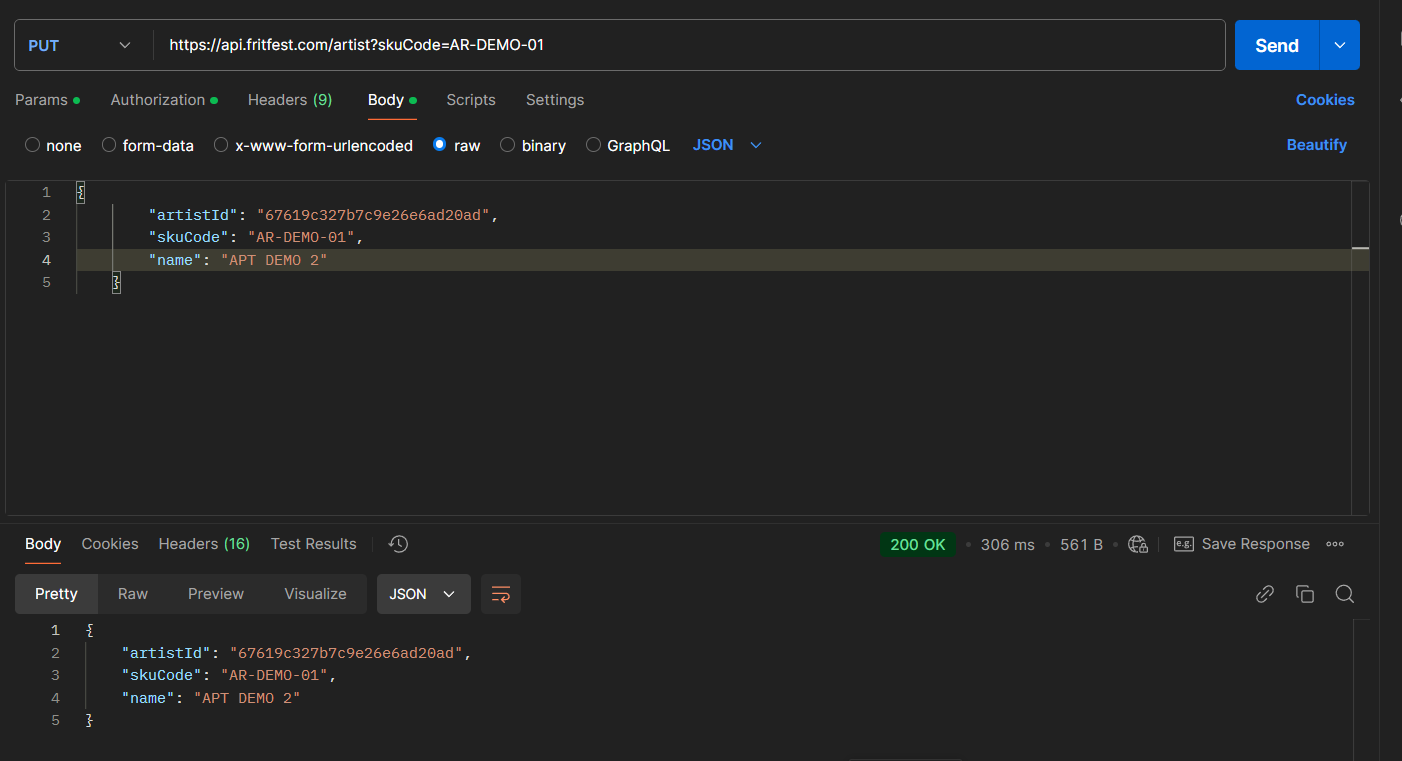 PUT https://api.fritfest.com/artist?skuCode=AR-DEMO-01 Send
Params Authorization Headers (9) Body Scripts Settings Cookies
none form-data x-www-form-urlencoded raw binary GraphQL JSON Beautify
1 {
2 "artistId": "67619c327b7c9e26e6ad20ad",
3 "skuCode": "AR-DEMO-01",
4 "name": "APT DEMO 2"
5 }
Body Cookies Headers (16) Test Results 200 OK 306 ms 561 B e.g. Save Response
Pretty Raw Preview Visualize JSON
1 {
2 "artistId": "67619c327b7c9e26e6ad20ad",
3 "skuCode": "AR-DEMO-01",
4 "name": "APT DEMO 2"
5 }